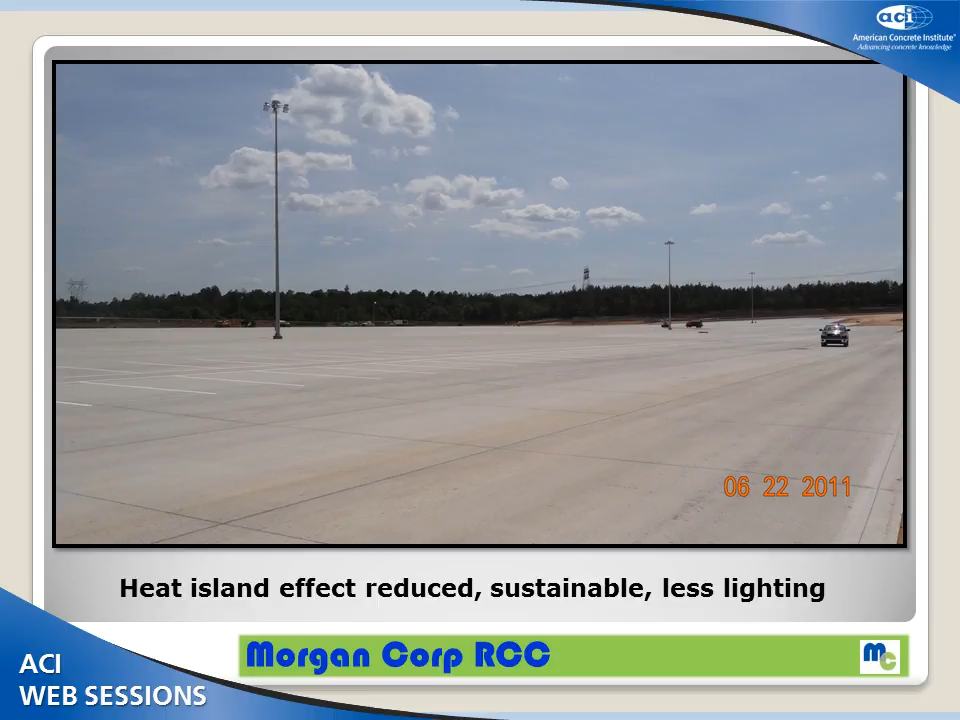 aci
American Concrete Institute®
Advancing concrete knowledge
06 22 2011
Heat island effect reduced, sustainable, less lighting
Morgan Corp RCC
MC
ACI
WEB SESSIONS